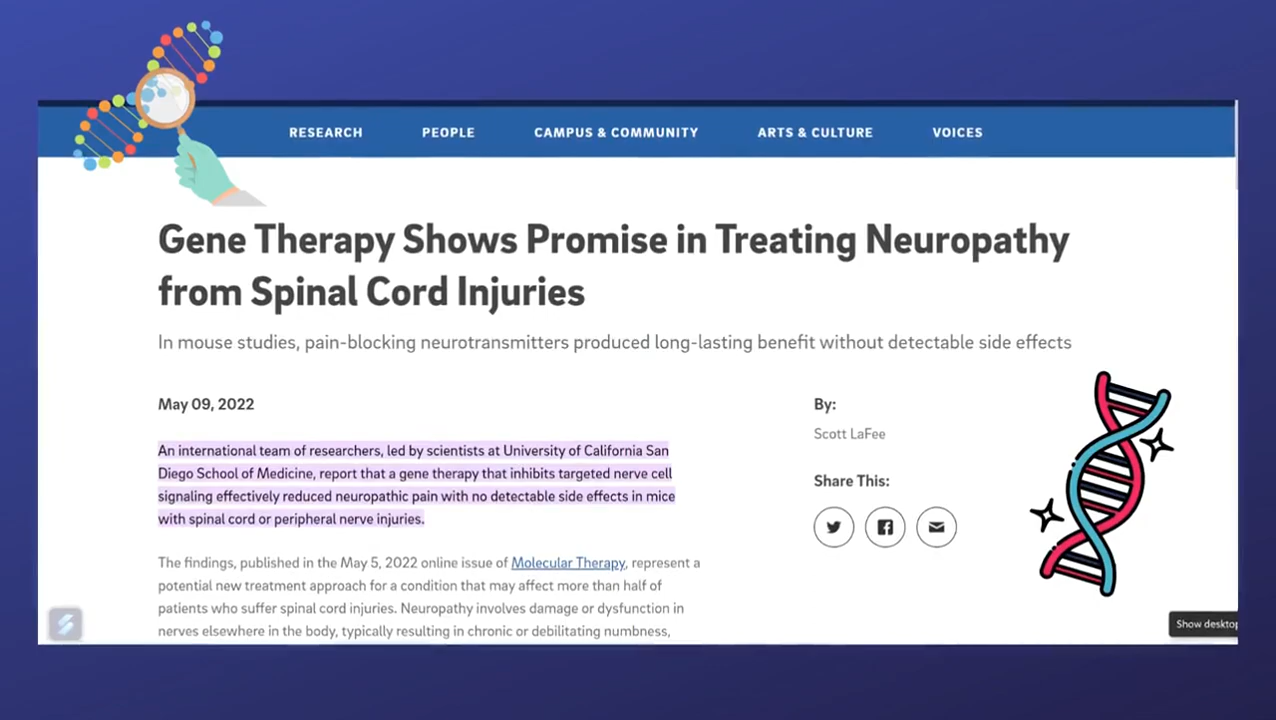 RESEARCH PEOPLE CAMPUS & COMMUNITY ARTS & CULTURE VOICES
Gene Therapy Shows Promise in Treating Neuropathy
from Spinal Cord Injuries
In mouse studies, pain-blocking neurotransmitters produced long-lasting benefit without detectable side effects
May 09, 2022
An international team of researchers, led by scientists at University of California San
Diego School of Medicine, report that a gene therapy that inhibits targeted nerve cell
signaling effectively reduced neuropathic pain with no detectable side effects in mice
with spinal cord or peripheral nerve injuries.
The findings, published in the May 5, 2022 online issue of Molecular Therapy, represent a
potential new treatment approach for a condition that may affect more than half of
patients who suffer spinal cord injuries. Neuropathy involves damage or dysfunction in
nerves elsewhere in the body, typically resulting in chronic or debilitating numbness,
By:
Scott LaFee
Share This:
Show desktop